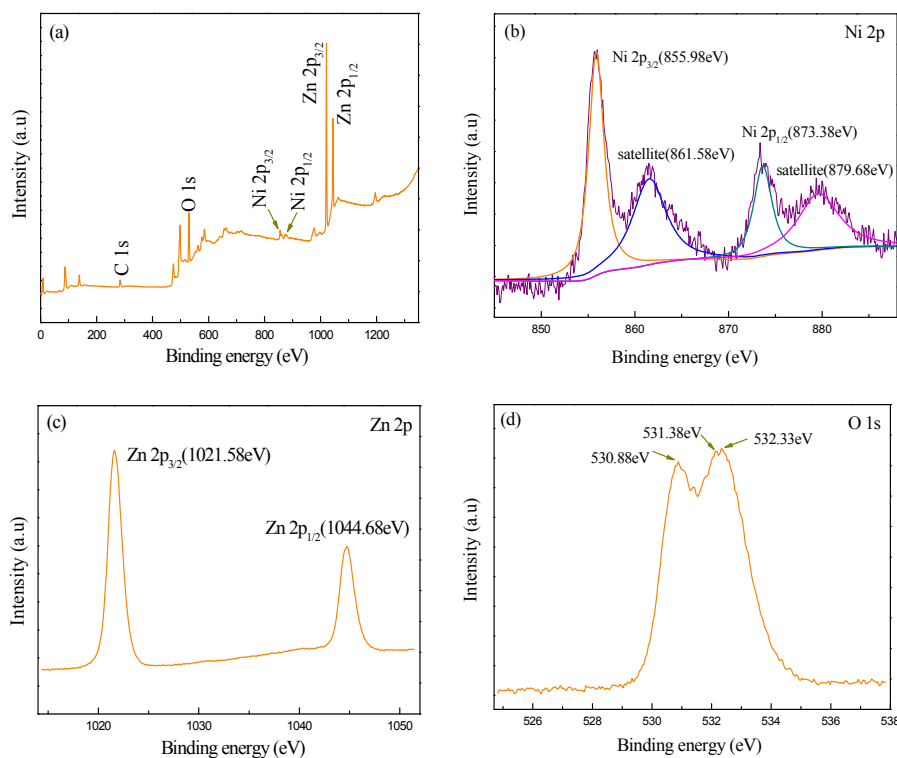 (a)
Zn 2p3/2
Zn 2p1/2
O 1s
Ni 2p3/2
Ni 2p1/2
C 1s
Intensity (a.u)
0 200 400 600 800 1000 1200
Binding energy (eV)
(b)
Ni 2p
Ni 2p3/2(855.98eV)
Ni 2p1/2(873.38eV)
satellite(861.58eV)
satellite(879.68eV)
Intensity (a.u)
850 860 870 880
Binding energy (eV)
(c)
Zn 2p
Zn 2p3/2(1021.58eV)
Zn 2p1/2(1044.68eV)
Intensity (a.u)
1020 1030 1040 1050
Binding energy (eV)
(d)
O 1s
531.38eV
532.33eV
530.88eV
Intensity (a.u)
526 528 530 532 534 536 538
Binding energy (eV)